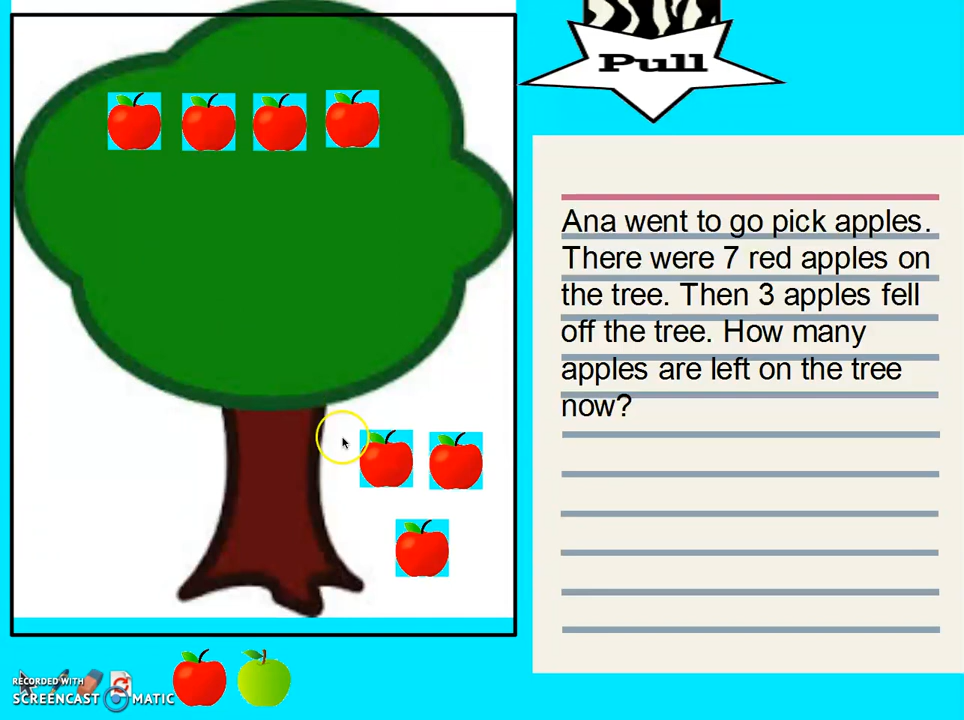 Pull
Ana went to go pick apples.
There were 7 red apples on
the tree. Then 3 apples fell
off the tree. How many
apples are left on the tree
now?
RECORDED WITH
SCREENCAST MATIC